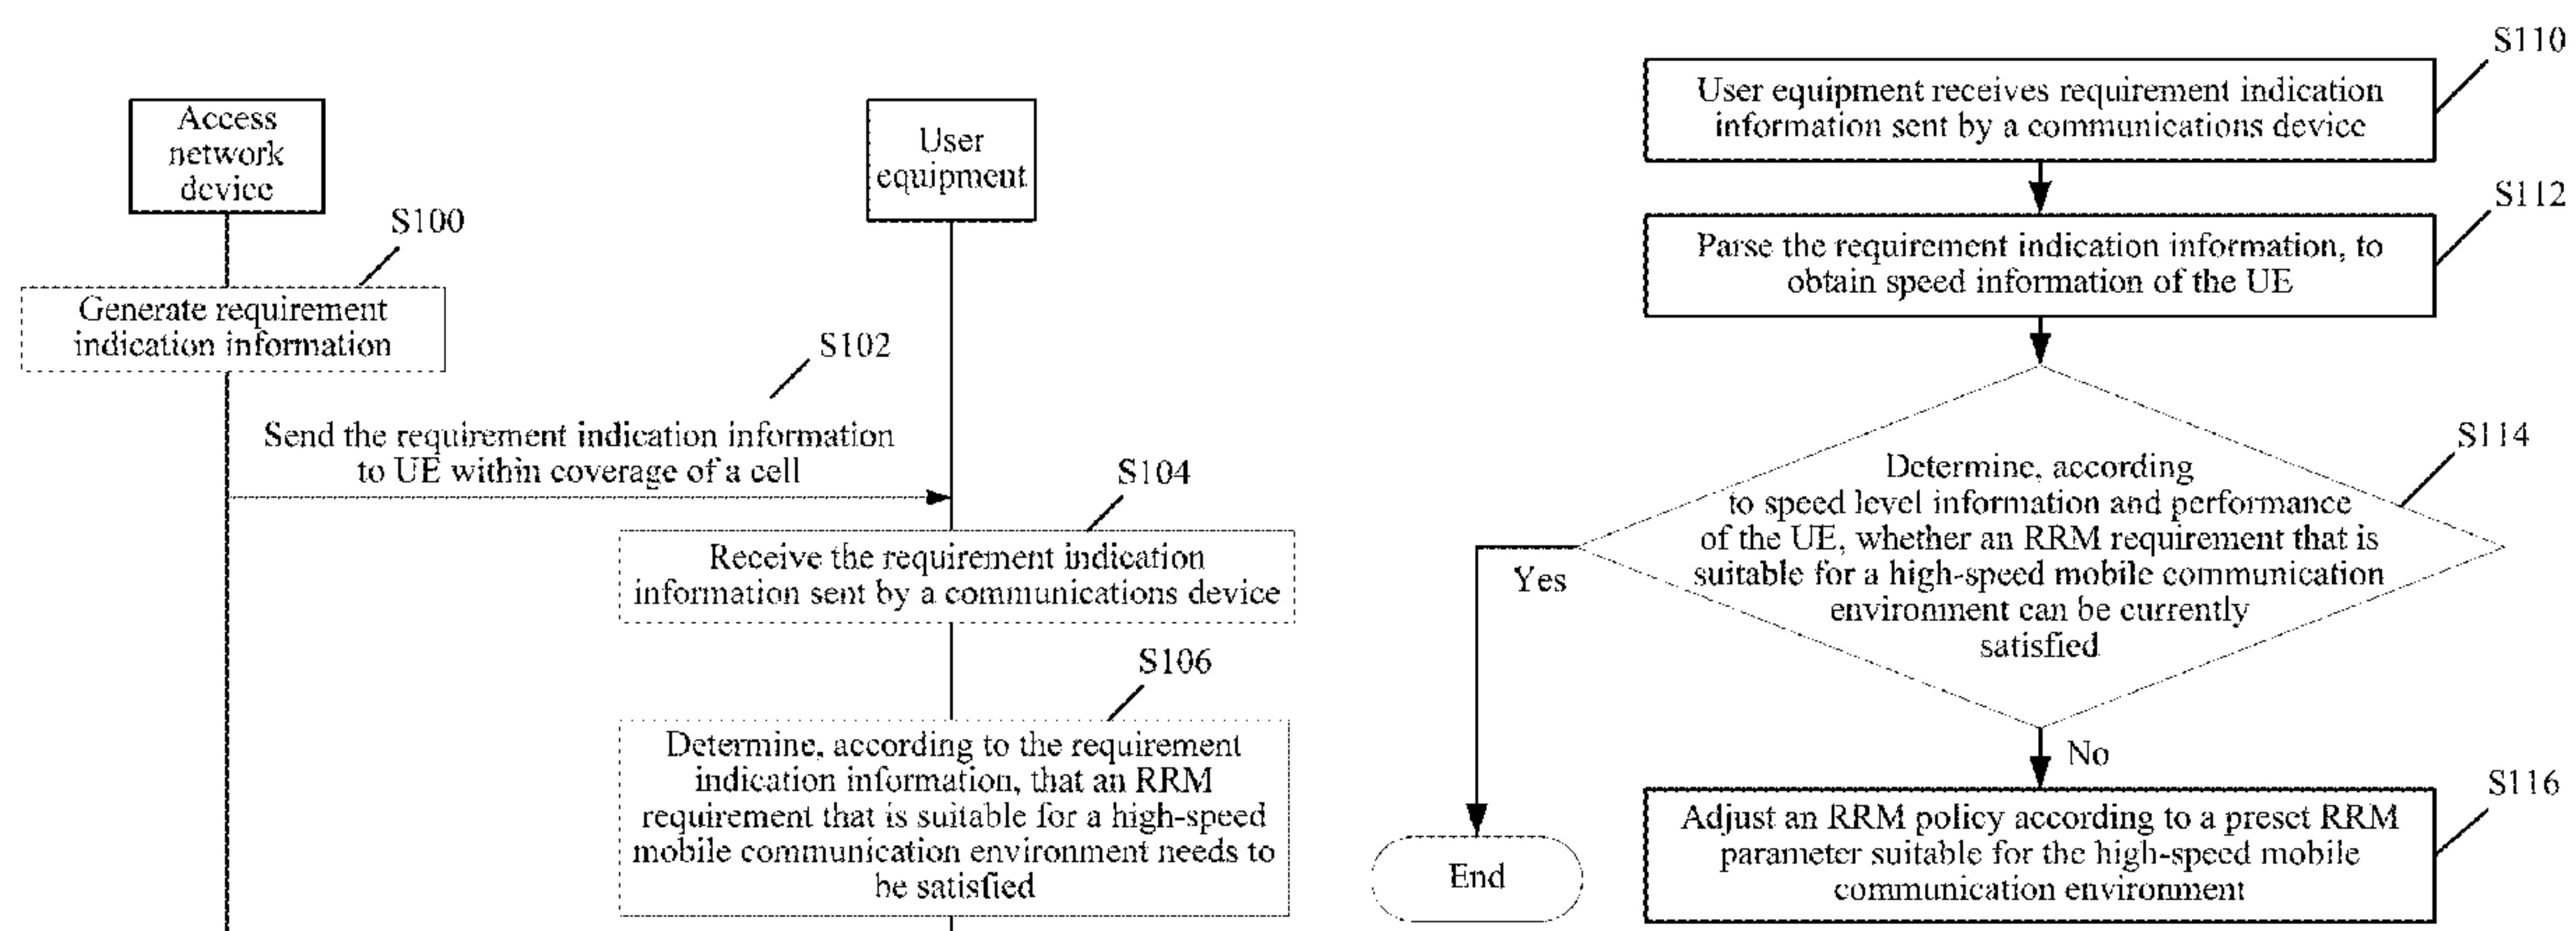 Access
network
device
User
equipment
S100
Generate requirement
indication information
S102
Send the requirement indication information
to UE within coverage of a cell
S104
Receive the requirement indication
information sent by a communications device
S106
Determine, according to the requirement
indication information, that an RRM
requirement that is suitable for a high-speed
mobile communication environment needs to
be satisfied
S110
User equipment receives requirement indication
information sent by a communications device
S112
Parse the requirement indication information, to
obtain speed information of the UE
S114
Determine, according
to speed level information and performance
of the UE, whether an RRM requirement that is
suitable for a high-speed mobile communication
environment can be currently
satisfied
Yes
No
End
S116
Adjust an RRM policy according to a preset RRM
parameter suitable for the high-speed mobile
communication environment